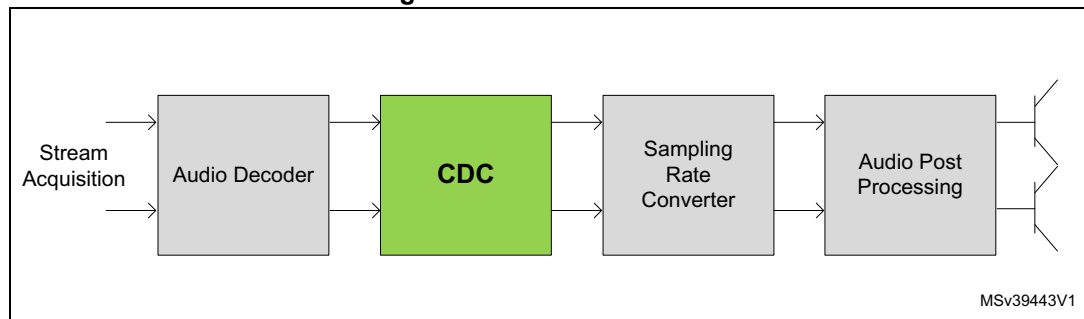 Stream
Acquisition
Audio Decoder
CDC
Sampling
Rate
Converter
Audio Post
Processing
MSv39443V1